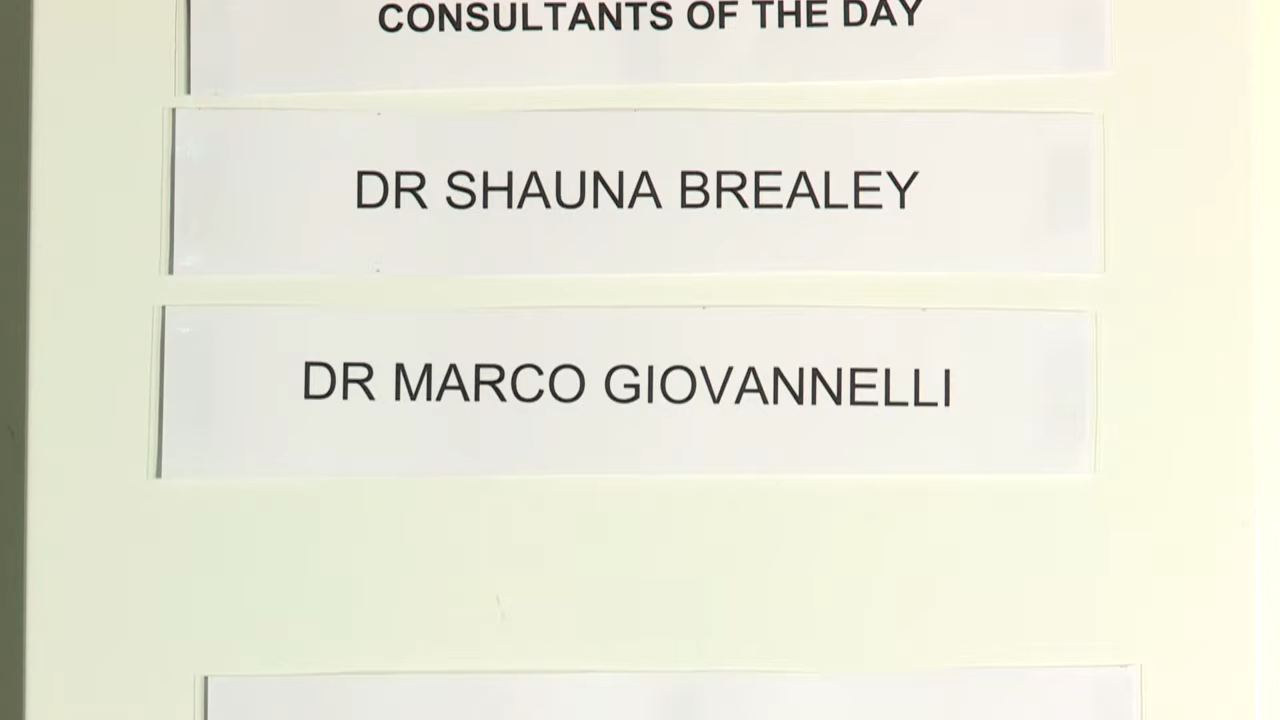 CONSULTANTS OF THE DAY
DR SHAUNA BREALEY
DR MARCO GIOVANNELLI